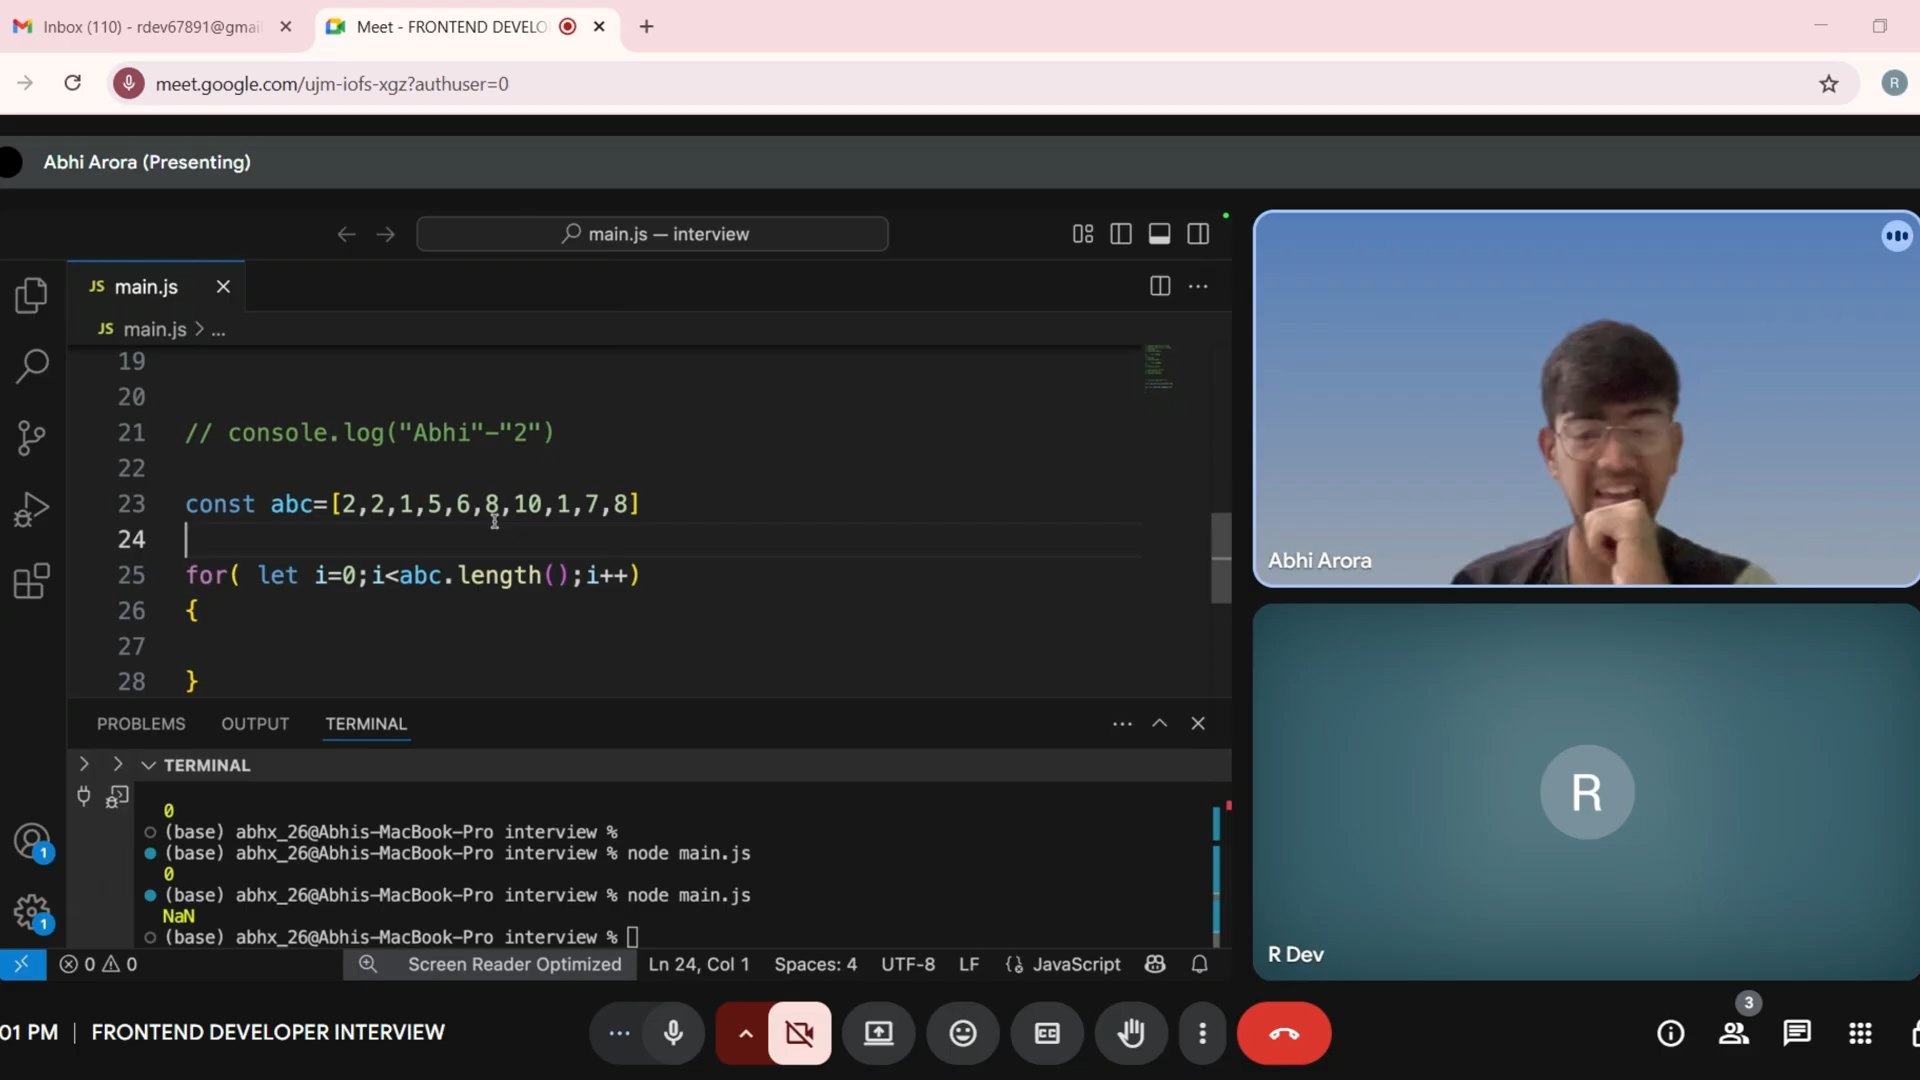 Inbox (110) - rdev67891@gmai
Meet - FRONTEND DEVELO
meet.google.com/ujm-iofs-xgz?authuser=0
R
Abhi Arora (Presenting)
main.js — interview
JS main.js
JS main.js > ...
19
20
21 // console.log("Abhi"-"2")
22
23 const abc=[2,2,1,5,6,8,10,1,7,8]
24
25 for( let i=0;i<abc.length();i++)
26 {
27
28 }
PROBLEMS OUTPUT TERMINAL
TERMINAL
0
(base) abhx_26@Abhis-MacBook-Pro interview %
(base) abhx_26@Abhis-MacBook-Pro interview % node main.js
0
(base) abhx_26@Abhis-MacBook-Pro interview % node main.js
NaN
(base) abhx_26@Abhis-MacBook-Pro interview %
1
1
0 0 Screen Reader Optimized Ln 24, Col 1 Spaces: 4 UTF-8 LF {} JavaScript
Abhi Arora
R
R Dev
01 PM | FRONTEND DEVELOPER INTERVIEW
CC
3